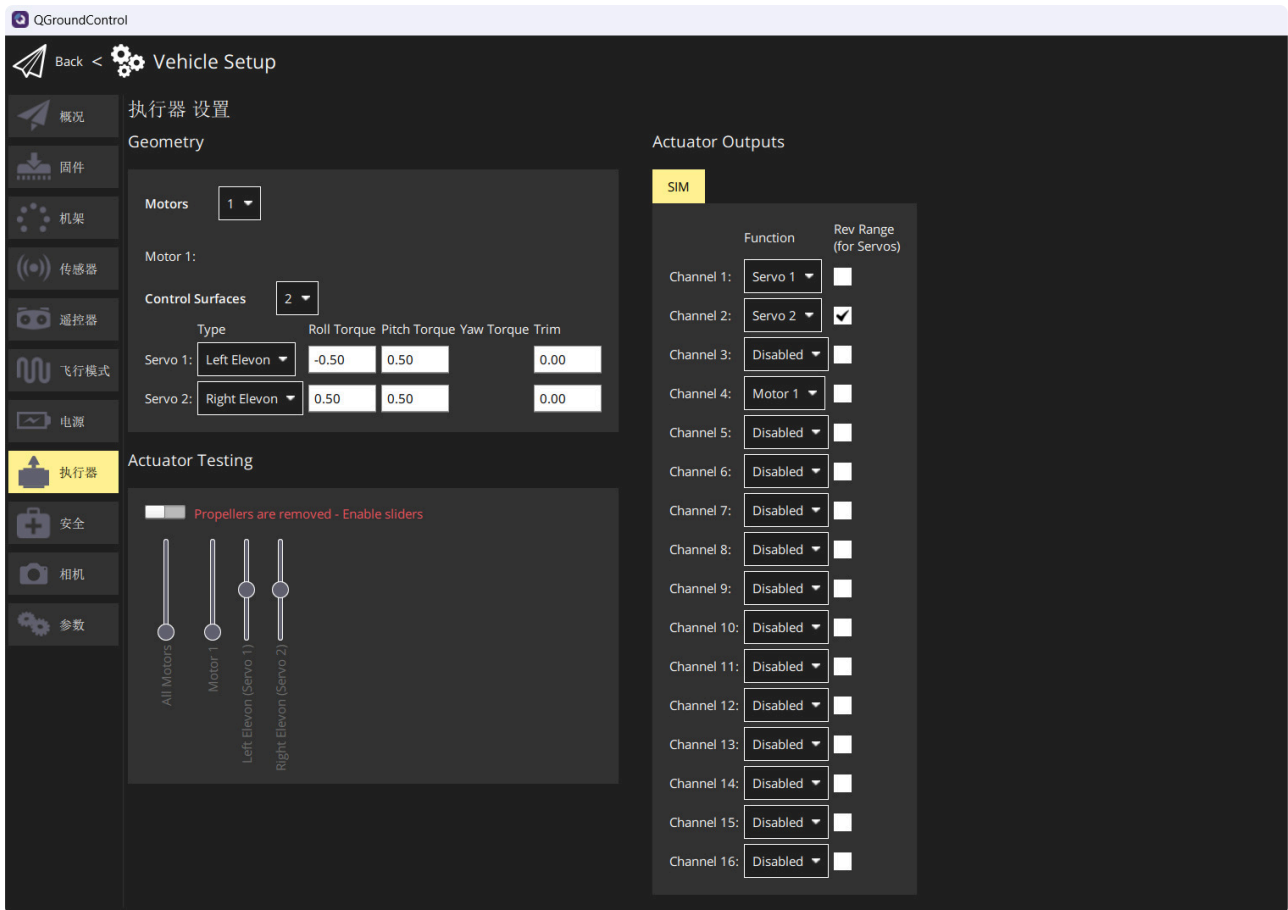 QGroundControl
Back < Vehicle Setup
概况
固件
机架
传感器
遥控器
飞行模式
电源
执行器
安全
相机
参数
执行器 设置
Geometry
Motors 1
Motor 1:
Control Surfaces 2
Type Roll Torque Pitch Torque Yaw Torque Trim
Servo 1: Left Elevon -0.50 0.50 0.00
Servo 2: Right Elevon 0.50 0.50 0.00
Actuator Testing
Propellers are removed - Enable sliders
All Motors
Motor 1
Left Elevon (Servo 1)
Right Elevon (Servo 2)
Actuator Outputs
SIM
Function Rev Range
(for Servos)
Channel 1: Servo 1
Channel 2: Servo 2
Channel 3: Disabled
Channel 4: Motor 1
Channel 5: Disabled
Channel 6: Disabled
Channel 7: Disabled
Channel 8: Disabled
Channel 9: Disabled
Channel 10: Disabled
Channel 11: Disabled
Channel 12: Disabled
Channel 13: Disabled
Channel 14: Disabled
Channel 15: Disabled
Channel 16: Disabled